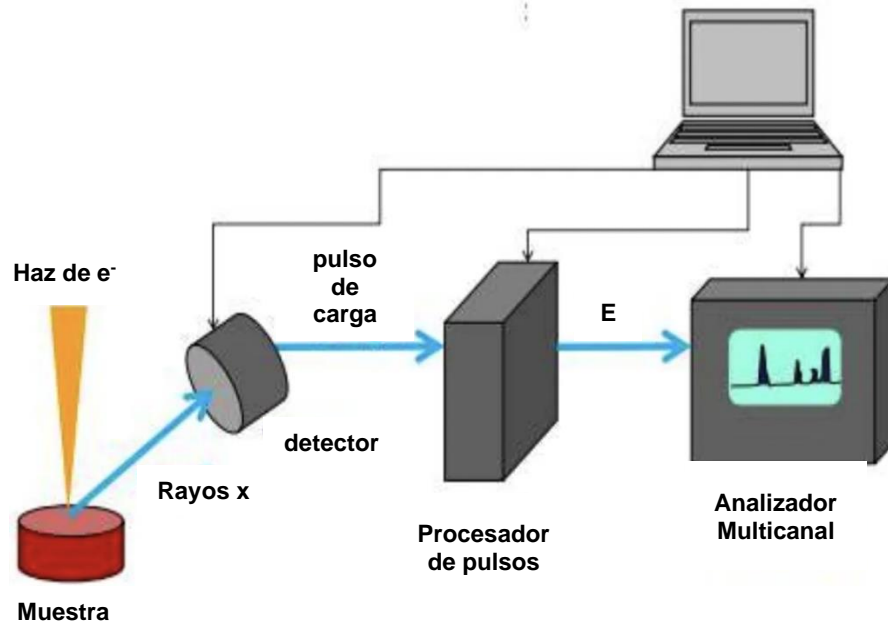 Haz de e-
pulso
de
carga
E
detector
Rayos x
Procesador
de pulsos
Analizador
Multicanal
Muestra